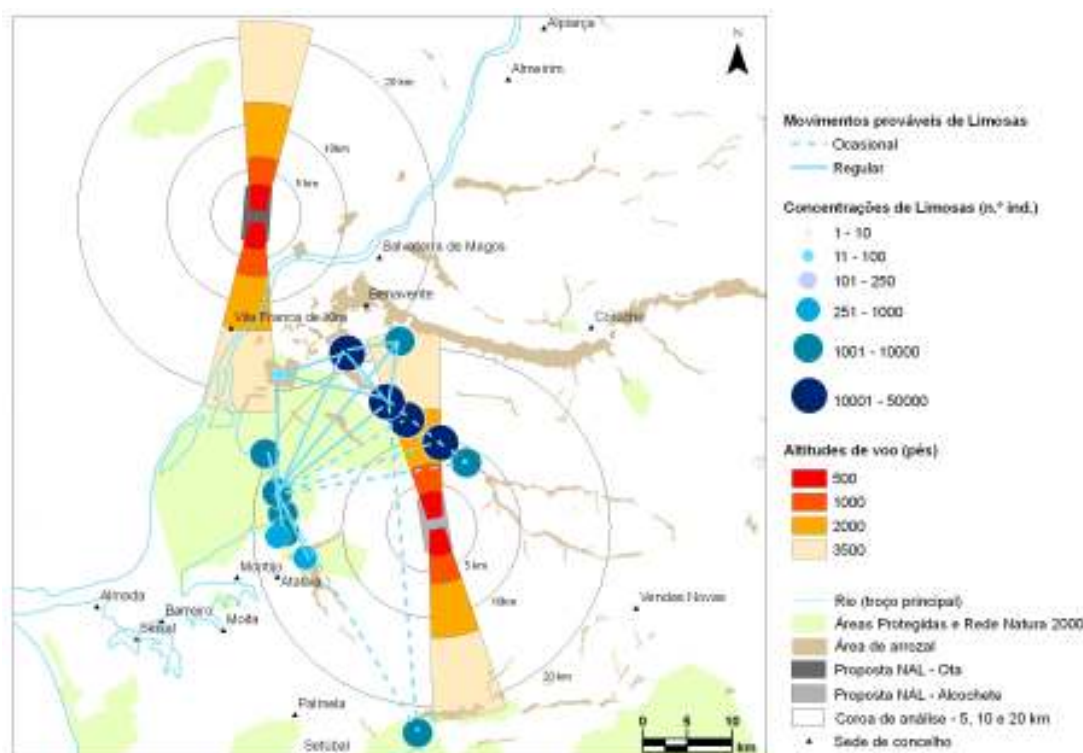 Alpiarça
N
20 km
Almeirim
10km
5 km
Salvaterra de Magos
Benavente
Vila Franca de Xira
Coruche
5 km
Montijo
10km
Almada
Barreiro
Moita
Vendas Novas
Seixal
20 km
Palmela
Setúbal
0 5 10
km
Movimentos prováveis de Limosas
Ocasional
Regular
Concentrações de Limosas (n.º ind.)
1 - 10
11 - 100
101 - 250
251 - 1000
1001 - 10000
10001 - 50000
Altitudes de voo (pés)
500
1000
2000
3500
Rio (troço principal)
Áreas Protegidas e Rede Natura 2000
Área de arrozal
Proposta NAL - Ota
Proposta NAL - Alcochete
Coroa de análise - 5, 10 e 20 km
Sede de concelho